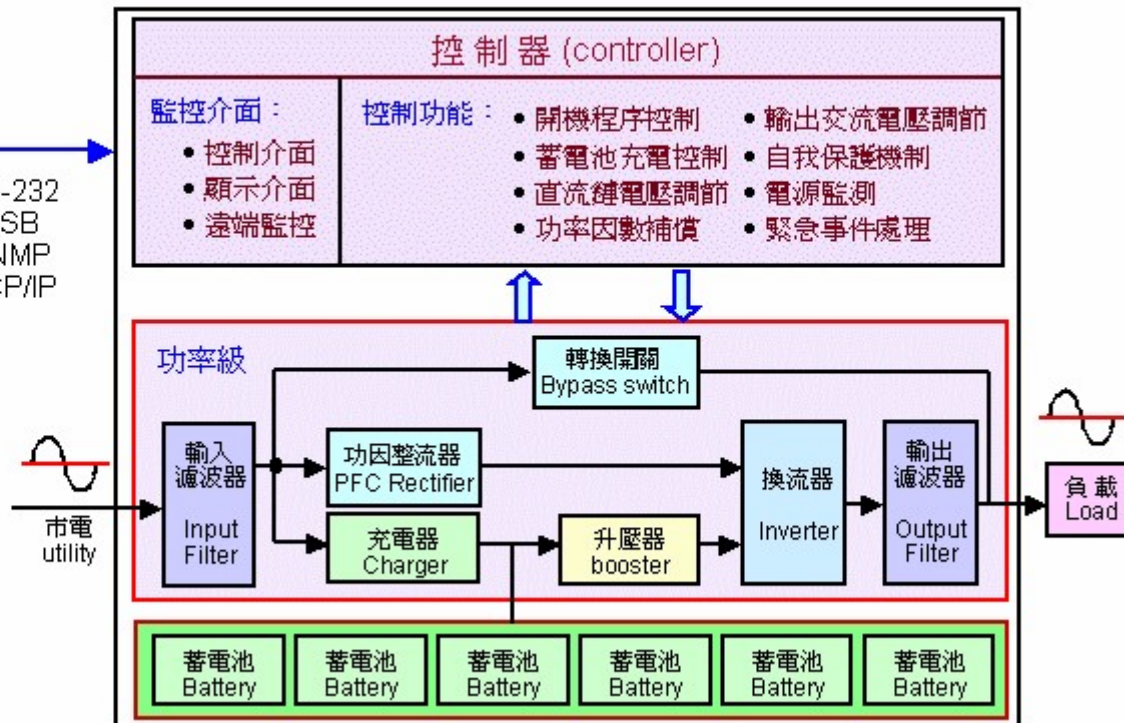 控制器 (controller)
監控介面：
• 控制介面
• 顯示介面
• 遠端監控
控制功能：
• 開機程序控制
• 蓄電池充電控制
• 直流鏈電壓調節
• 功率因數補償
• 輸出交流電壓調節
• 自我保護機制
• 電源監測
• 緊急事件處理
-232
SB
NMP
CP/IP
功率級
轉換開關
Bypass switch
輸入
濾波器
Input
Filter
功因整流器
PFC Rectifier
充電器
Charger
升壓器
booster
換流器
Inverter
輸出
濾波器
Output
Filter
市電
utility
負載
Load
蓄電池
Battery
蓄電池
Battery
蓄電池
Battery
蓄電池
Battery
蓄電池
Battery
蓄電池
Battery